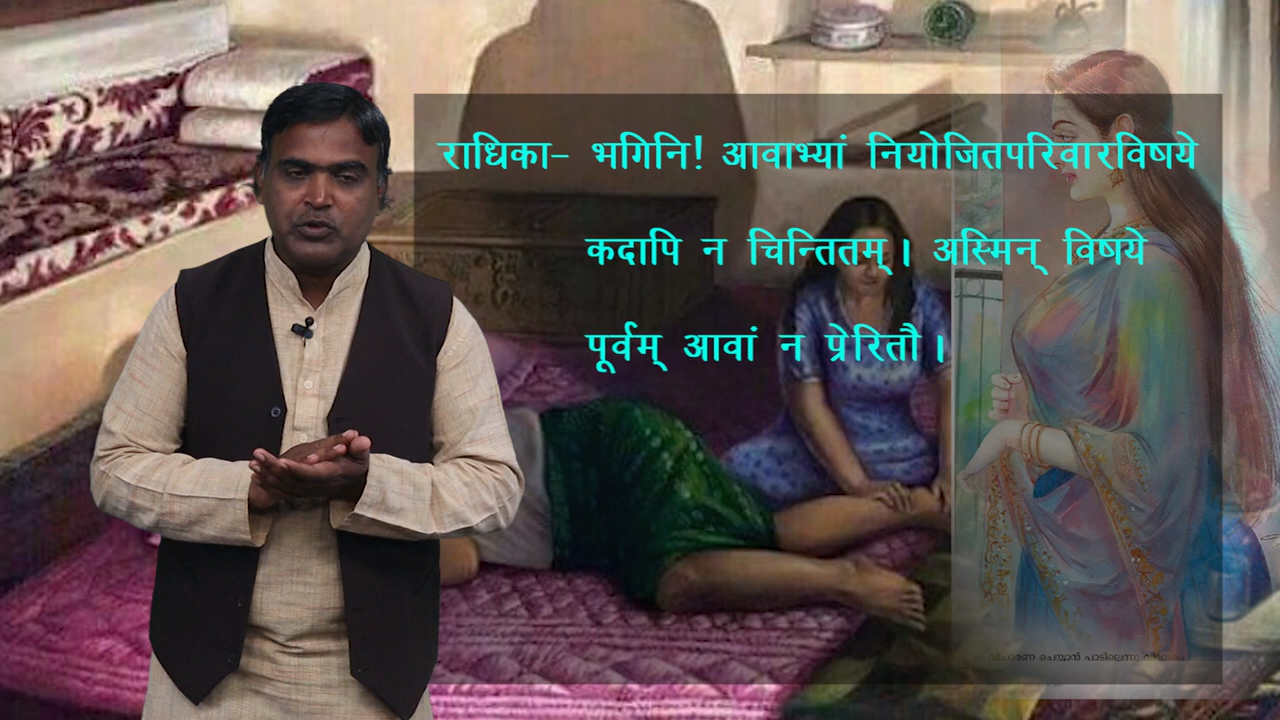 राधिका- भगिनि! आवाभ्यां नियोजितपरिवारविषये
कदापि न चिन्तितम्। अस्मिन् विषये
पूर्वम् आवां न प्रेरितौ।